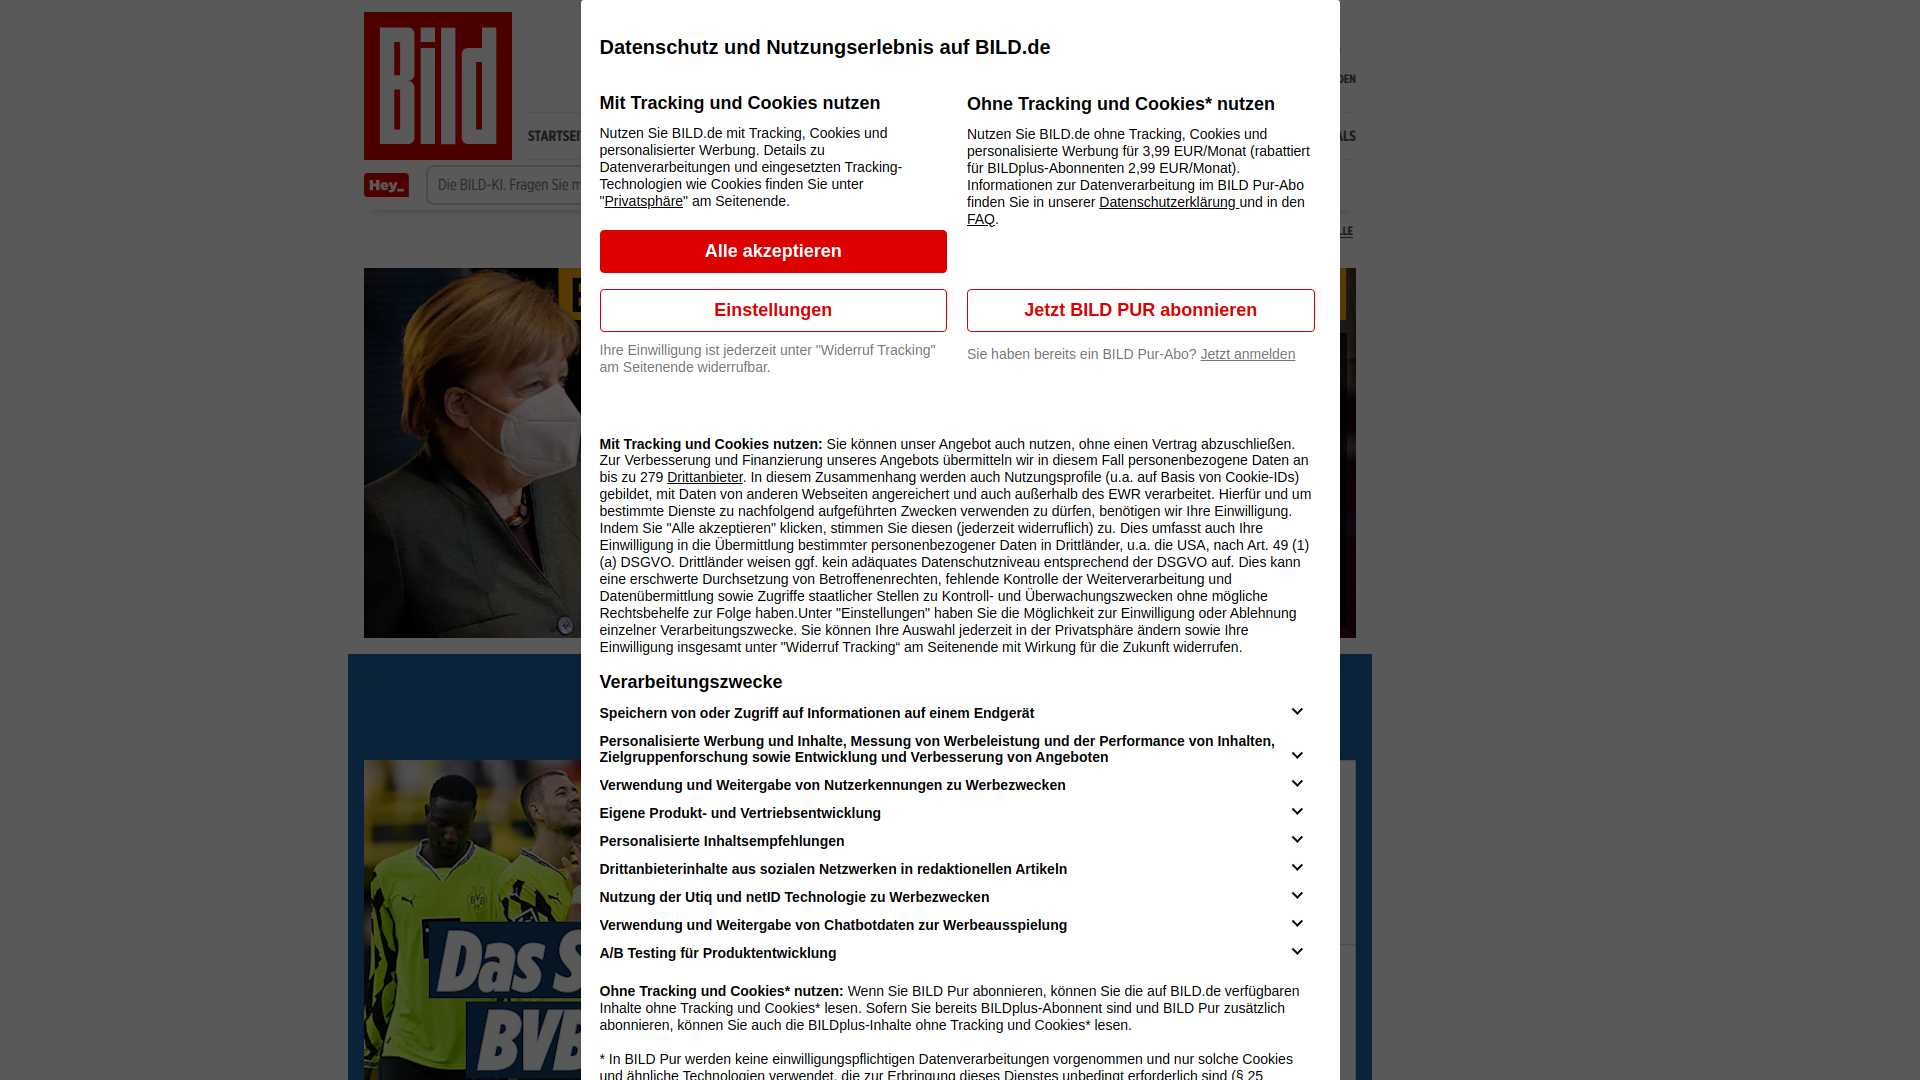 Bild
STARTSEI
Hey_
Die BILD-KI. Fragen Sie m
DEN
ALS
LLE
Datenschutz und Nutzungserlebnis auf BILD.de
Mit Tracking und Cookies nutzen
Nutzen Sie BILD.de mit Tracking, Cookies und
personalisierter Werbung. Details zu
Datenverarbeitungen und eingesetzten Tracking-
Technologien wie Cookies finden Sie unter
"Privatsphäre" am Seitenende.
Alle akzeptieren
Einstellungen
Ihre Einwilligung ist jederzeit unter "Widerruf Tracking"
am Seitenende widerrufbar.
Ohne Tracking und Cookies* nutzen
Nutzen Sie BILD.de ohne Tracking, Cookies und
personalisierte Werbung für 3,99 EUR/Monat (rabattiert
für BILDplus-Abonnenten 2,99 EUR/Monat).
Informationen zur Datenverarbeitung im BILD Pur-Abo
finden Sie in unserer Datenschutzerklärung und in den
FAQ.
Jetzt BILD PUR abonnieren
Sie haben bereits ein BILD Pur-Abo? Jetzt anmelden
Mit Tracking und Cookies nutzen: Sie können unser Angebot auch nutzen, ohne einen Vertrag abzuschließen.
Zur Verbesserung und Finanzierung unseres Angebots übermitteln wir in diesem Fall personenbezogene Daten an
bis zu 279 Drittanbieter. In diesem Zusammenhang werden auch Nutzungsprofile (u.a. auf Basis von Cookie-IDs)
gebildet, mit Daten von anderen Webseiten angereichert und auch außerhalb des EWR verarbeitet. Hierfür und um
bestimmte Dienste zu nachfolgend aufgeführten Zwecken verwenden zu dürfen, benötigen wir Ihre Einwilligung.
Indem Sie "Alle akzeptieren" klicken, stimmen Sie diesen (jederzeit widerruflich) zu. Dies umfasst auch Ihre
Einwilligung in die Übermittlung bestimmter personenbezogener Daten in Drittländer, u.a. die USA, nach Art. 49 (1)
(a) DSGVO. Drittländer weisen ggf. kein adäquates Datenschutzniveau entsprechend der DSGVO auf. Dies kann
eine erschwerte Durchsetzung von Betroffenenrechten, fehlende Kontrolle der Weiterverarbeitung und
Datenübermittlung sowie Zugriffe staatlicher Stellen zu Kontroll- und Überwachungszwecken ohne mögliche
Rechtsbehelfe zur Folge haben.Unter "Einstellungen" haben Sie die Möglichkeit zur Einwilligung oder Ablehnung
einzelner Verarbeitungszwecke. Sie können Ihre Auswahl jederzeit in der Privatsphäre ändern sowie Ihre
Einwilligung insgesamt unter "Widerruf Tracking“ am Seitenende mit Wirkung für die Zukunft widerrufen.
Verarbeitungszwecke
Speichern von oder Zugriff auf Informationen auf einem Endgerät
Personalisierte Werbung und Inhalte, Messung von Werbeleistung und der Performance von Inhalten,
Zielgruppenforschung sowie Entwicklung und Verbesserung von Angeboten
Verwendung und Weitergabe von Nutzerkennungen zu Werbezwecken
Eigene Produkt- und Vertriebsentwicklung
Personalisierte Inhaltsempfehlungen
Drittanbieterinhalte aus sozialen Netzwerken in redaktionellen Artikeln
Nutzung der Utiq und netID Technologie zu Werbezwecken
Verwendung und Weitergabe von Chatbotdaten zur Werbeausspielung
A/B Testing für Produktentwicklung
Ohne Tracking und Cookies* nutzen: Wenn Sie BILD Pur abonnieren, können Sie die auf BILD.de verfügbaren
Inhalte ohne Tracking und Cookies* lesen. Sofern Sie bereits BILDplus-Abonnent sind und BILD Pur zusätzlich
abonnieren, können Sie auch die BILDplus-Inhalte ohne Tracking und Cookies* lesen.
* In BILD Pur werden keine einwilligungspflichtigen Datenverarbeitungen vorgenommen und nur solche Cookies
und ähnliche Technologien verwendet, die zur Erbringung dieses Dienstes unbedingt erforderlich sind (§ 25
Das S
BVB